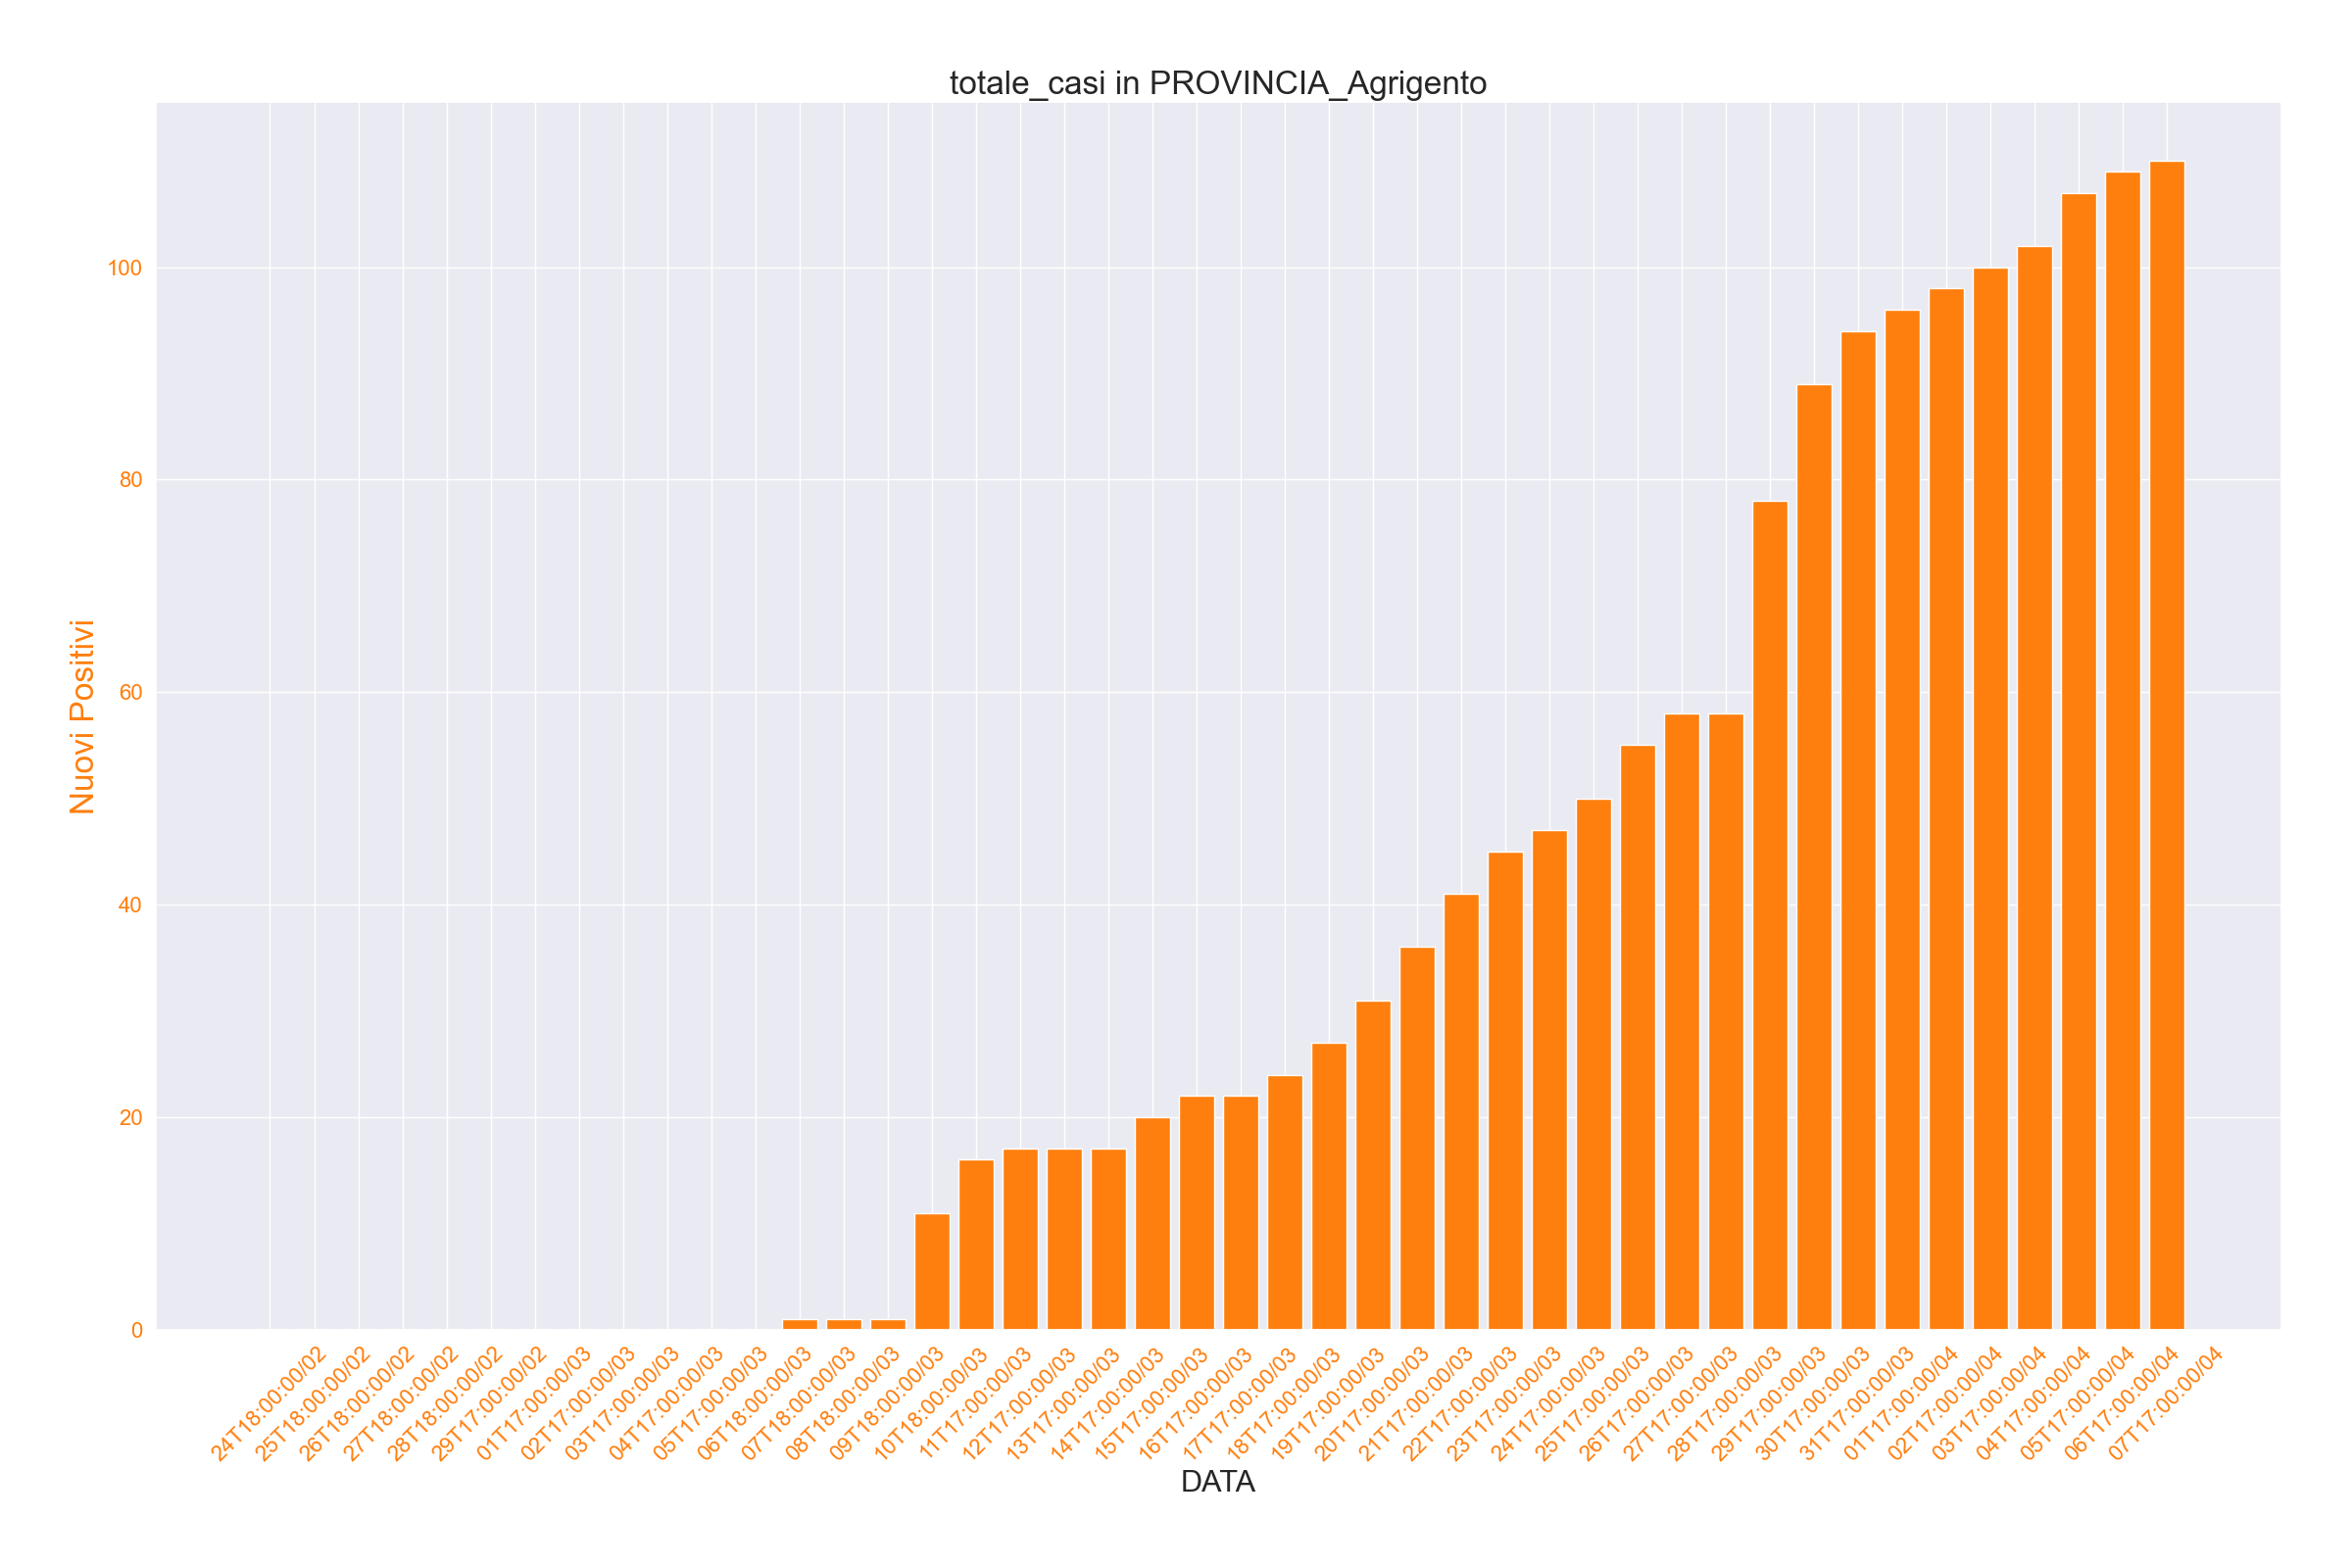 totale_casi in PROVINCIA_Agrigento
Nuovi Positivi
100
80
60
40
20
0
24T18:00:00/02
25T18:00:00/02
26T18:00:00/02
27T18:00:00/02
28T18:00:00/02
29T17:00:00/02
01T17:00:00/03
02T17:00:00/03
03T17:00:00/03
04T17:00:00/03
05T17:00:00/03
06T18:00:00/03
07T18:00:00/03
08T18:00:00/03
09T18:00:00/03
10T18:00:00/03
11T17:00:00/03
12T17:00:00/03
13T17:00:00/03
14T17:00:00/03
15T17:00:00/03
16T17:00:00/03
17T17:00:00/03
18T17:00:00/03
19T17:00:00/03
20T17:00:00/03
21T17:00:00/03
22T17:00:00/03
23T17:00:00/03
24T17:00:00/03
25T17:00:00/03
26T17:00:00/03
27T17:00:00/03
28T17:00:00/03
29T17:00:00/03
30T17:00:00/03
31T17:00:00/03
01T17:00:00/04
02T17:00:00/04
03T17:00:00/04
04T17:00:00/04
05T17:00:00/04
06T17:00:00/04
07T17:00:00/04
DATA